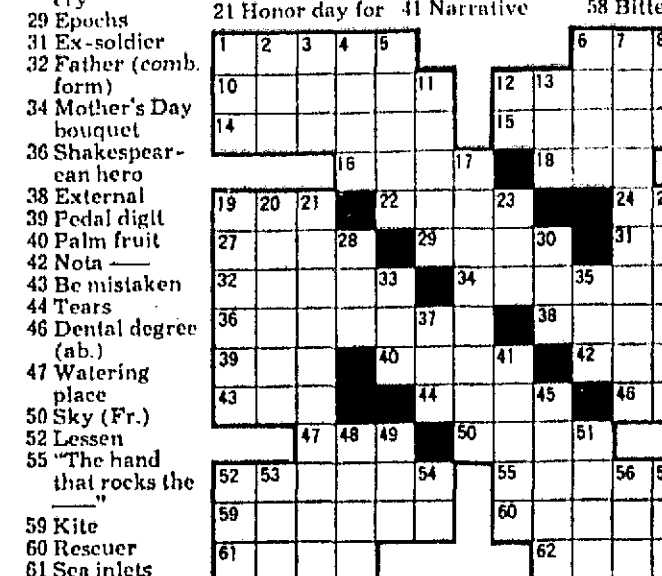 29 Epochs
31 Ex-soldier
32 Father (comb.
form)
34 Mother's Day
bouquet
36 Shakespear-
ean hero
38 External
39 Pedal digit
40 Palm fruit
42 Nota —
43 Be mistaken
44 Tears
46 Dental degree
(ab.)
47 Watering
place
50 Sky (Fr.)
52 Lessen
55 "The hand
that rocks the
—"
59 Kite
60 Rescuer
61 Sea inlets
21 Honor day for
41 Narrative
58 Bitte
1 2 3 4 5 6 7 8
10 11 12 13
14 15
16 17 18
19 20 21 22 23 24
27 28 29 30 31
32 33 34 35
36 37 38
39 40 41 42
43 44 45 46
47 48 49 50 51
52 53 54 55 56
59 60
61 62